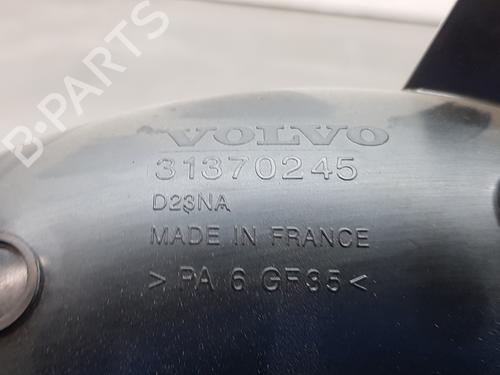 B-PARTS
VOLVO
31370245
D23NA
MADE IN FRANCE
>PA 6 GF35<